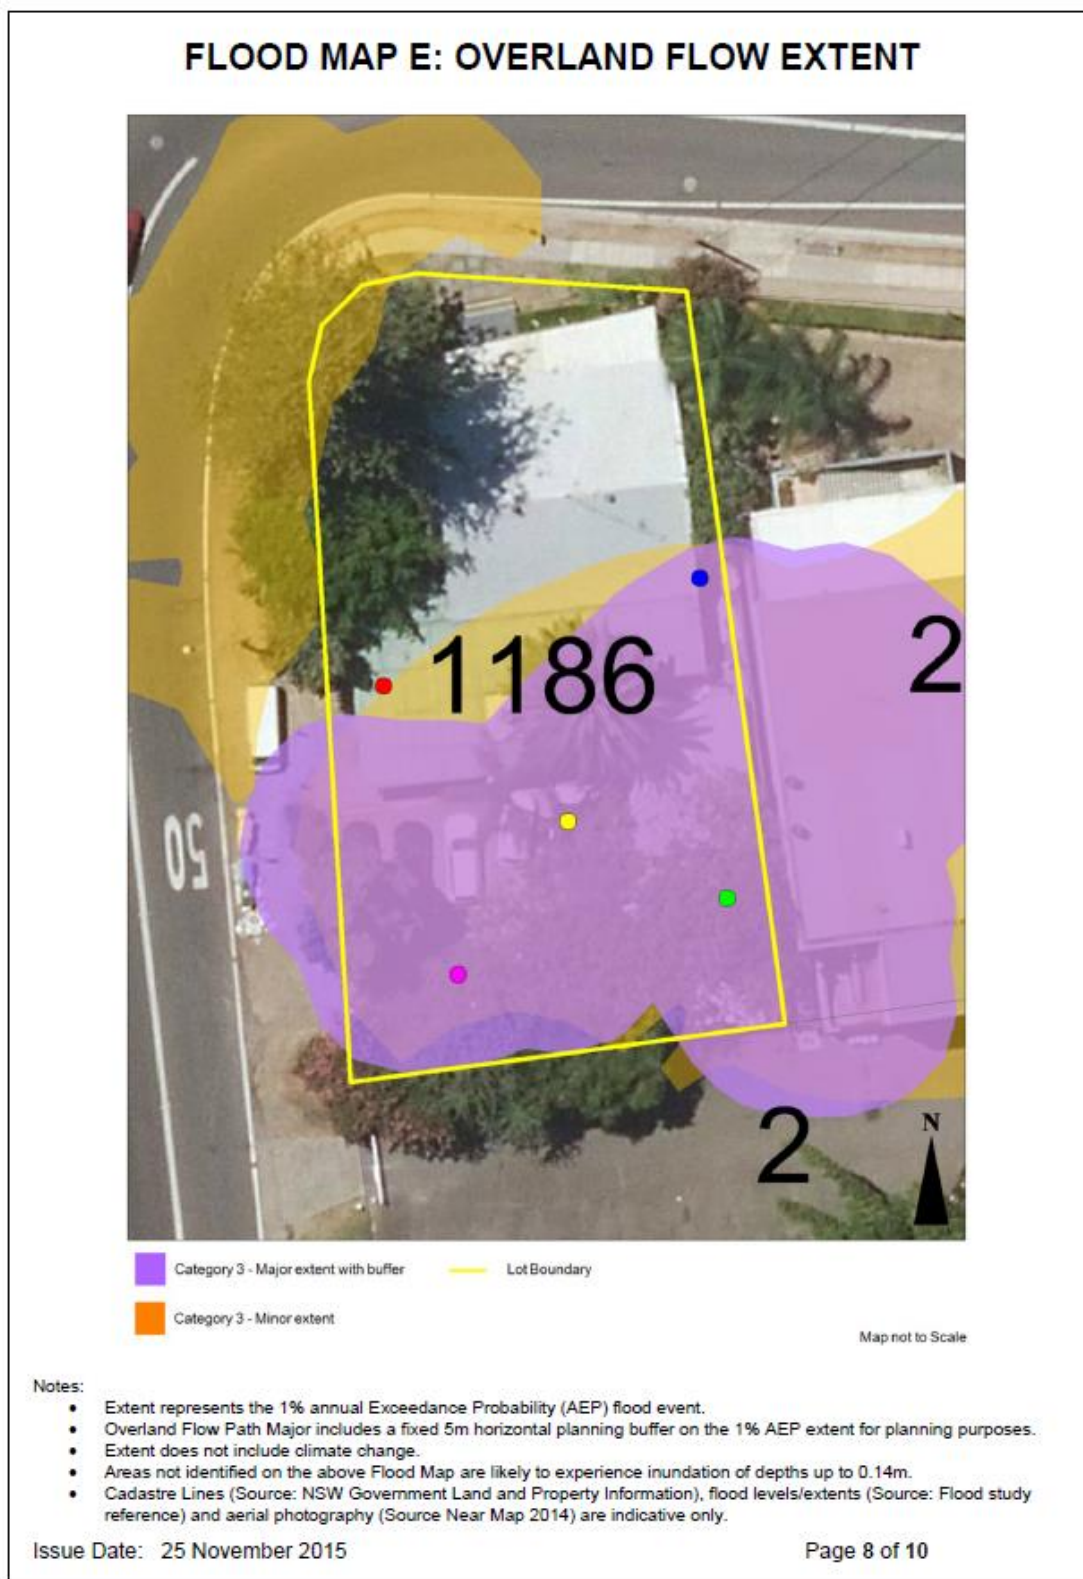 FLOOD MAP E: OVERLAND FLOW EXTENT
1186
2
50
2
N
Category 3 - Major extent with buffer
Lot Boundary
Category 3 - Minor extent
Map not to Scale
Notes:
• Extent represents the 1% annual Exceedance Probability (AEP) flood event.
• Overland Flow Path Major includes a fixed 5m horizontal planning buffer on the 1% AEP extent for planning purposes.
• Extent does not include climate change.
• Areas not identified on the above Flood Map are likely to experience inundation of depths up to 0.14m.
• Cadastre Lines (Source: NSW Government Land and Property Information), flood levels/extents (Source: Flood study
reference) and aerial photography (Source Near Map 2014) are indicative only.
Issue Date: 25 November 2015
Page 8 of 10